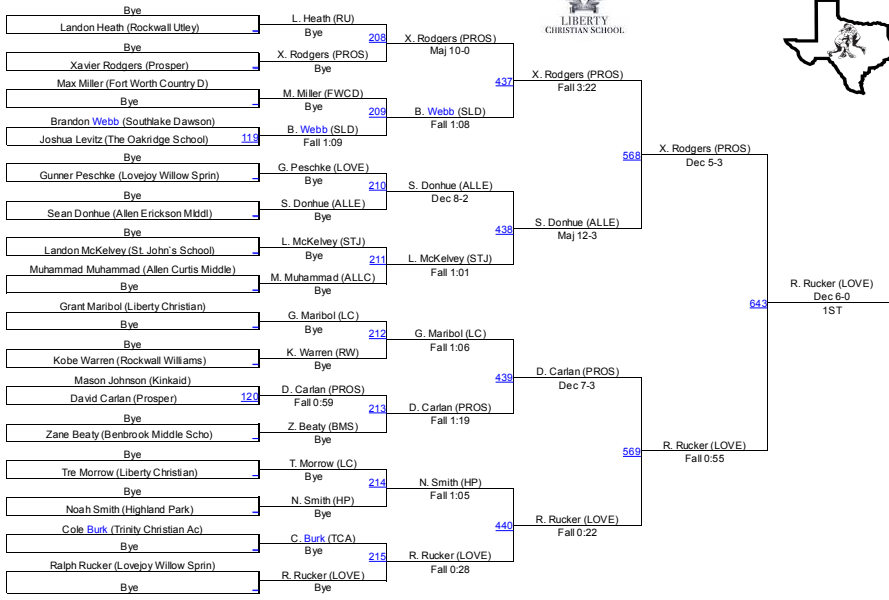 LIBERTY
CHRISTIAN SCHOOL
Bye
Landon Heath (Rockwall Utley)
Bye
Xavier Rodgers (Prosper)
Max Miller (Fort Worth Country D)
Bye
Brandon Webb (Southlake Dawson)
Joshua Levitz (The Oakridge School) 119
Bye
Gunner Peschke (Lovejoy Willow Sprin)
Bye
Sean Donhue (Allen Erickson MIddl)
Bye
Landon McKelvey (St. John`s School)
Muhammad Muhammad (Allen Curtis Middle)
Bye
Grant Maribol (Liberty Christian)
Bye
Bye
Kobe Warren (Rockwall Williams)
Mason Johnson (Kinkaid)
David Carlan (Prosper) 120
Bye
Zane Beaty (Benbrook Middle Scho)
Bye
Tre Morrow (Liberty Christian)
Bye
Noah Smith (Highland Park)
Cole Burk (Trinity Christian Ac)
Bye
Ralph Rucker (Lovejoy Willow Sprin)
Bye
L. Heath (RU)
Bye
208
X. Rodgers (PROS)
Bye
M. Miller (FWCD)
Bye
209
B. Webb (SLD)
Fall 1:09
G. Peschke (LOVE)
Bye
210
S. Donhue (ALLE)
Bye
L. McKelvey (STJ)
Bye
211
M. Muhammad (ALLC)
Bye
G. Maribol (LC)
Bye
212
K. Warren (RW)
Bye
D. Carlan (PROS)
Fall 0:59
213
Z. Beaty (BMS)
Bye
T. Morrow (LC)
Bye
214
N. Smith (HP)
Bye
C. Burk (TCA)
Bye
215
R. Rucker (LOVE)
Bye
X. Rodgers (PROS)
Maj 10-0
437
B. Webb (SLD)
Fall 1:08
S. Donhue (ALLE)
Dec 8-2
438
L. McKelvey (STJ)
Fall 1:01
G. Maribol (LC)
Fall 1:06
439
D. Carlan (PROS)
Fall 1:19
N. Smith (HP)
Fall 1:05
440
R. Rucker (LOVE)
Fall 0:28
X. Rodgers (PROS)
Fall 3:22
568
S. Donhue (ALLE)
Maj 12-3
D. Carlan (PROS)
Dec 7-3
569
R. Rucker (LOVE)
Fall 0:22
X. Rodgers (PROS)
Dec 5-3
643
R. Rucker (LOVE)
Fall 0:55
R. Rucker (LOVE)
Dec 6-0
1ST